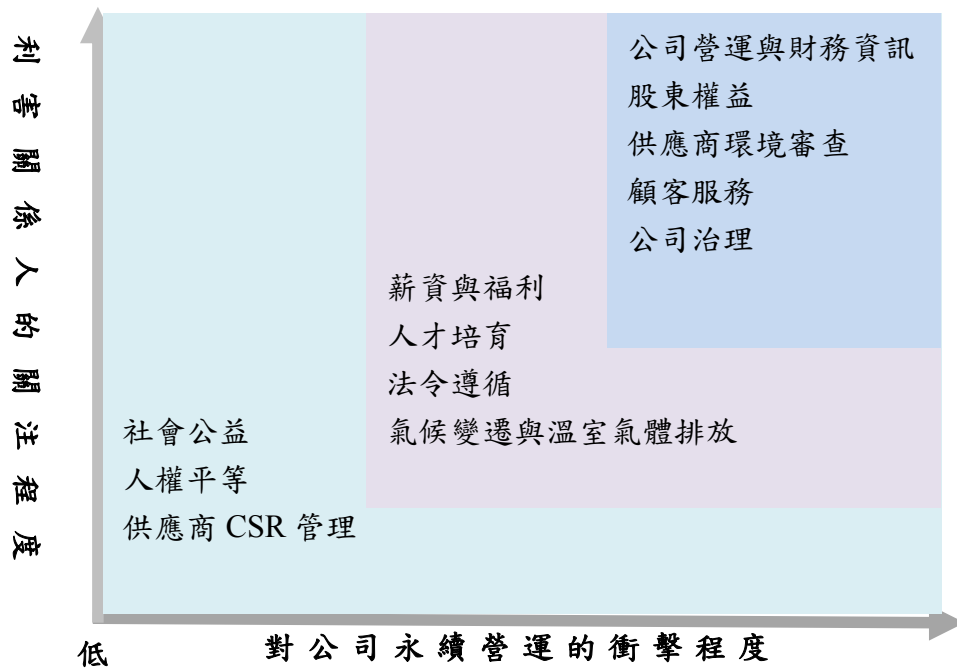 利害關係人的關注程度
公司營運與財務資訊
股東權益
供應商環境審查
顧客服務
公司治理
薪資與福利
人才培育
法令遵循
氣候變遷與溫室氣體排放
社會公益
人權平等
供應商 CSR 管理
低
對公司永續營運的衝擊程度